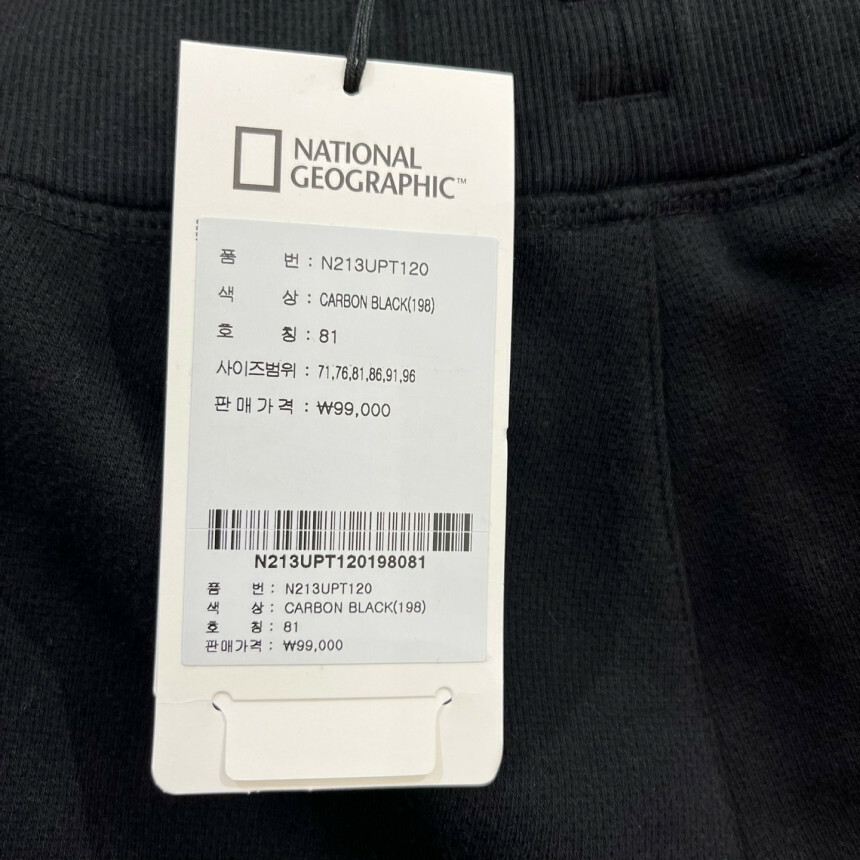 NATIONAL
GEOGRAPHIC™
품 번 : N213UPT120
색 상 : CARBON BLACK(198)
호 칭 : 81
사이즈범위 : 71,76,81,86,91,96
판매가격 : ₩99,000
N213UPT120198081
품 번 : N213UPT120
색 상 : CARBON BLACK(198)
호 칭 : 81
판매가격 : ₩99,000